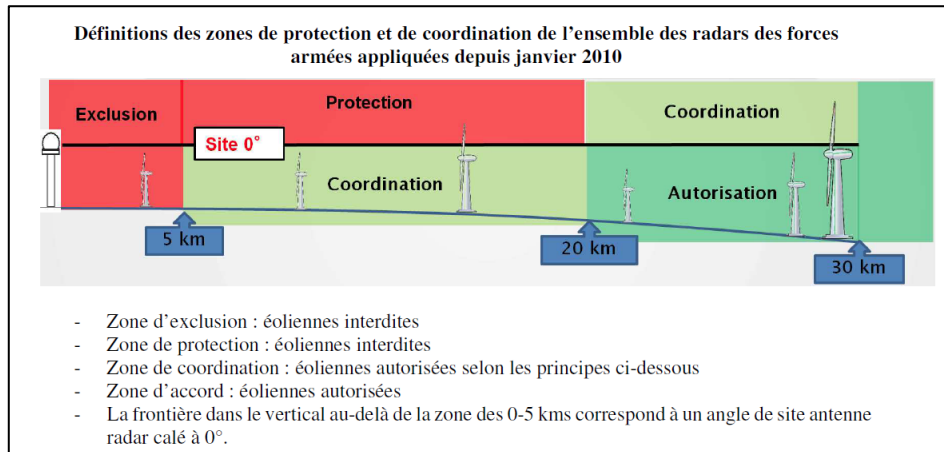 Définitions des zones de protection et de coordination de l'ensemble des radars des forces
armées appliquées depuis janvier 2010
Exclusion
Protection
Coordination
Site 0°
Coordination
Autorisation
5 km
20 km
30 km
- Zone d'exclusion : éoliennes interdites
- Zone de protection : éoliennes interdites
- Zone de coordination : éoliennes autorisées selon les principes ci-dessous
- Zone d'accord : éoliennes autorisées
- La frontière dans le vertical au-delà de la zone des 0-5 kms correspond à un angle de site antenne
radar calé à 0°.